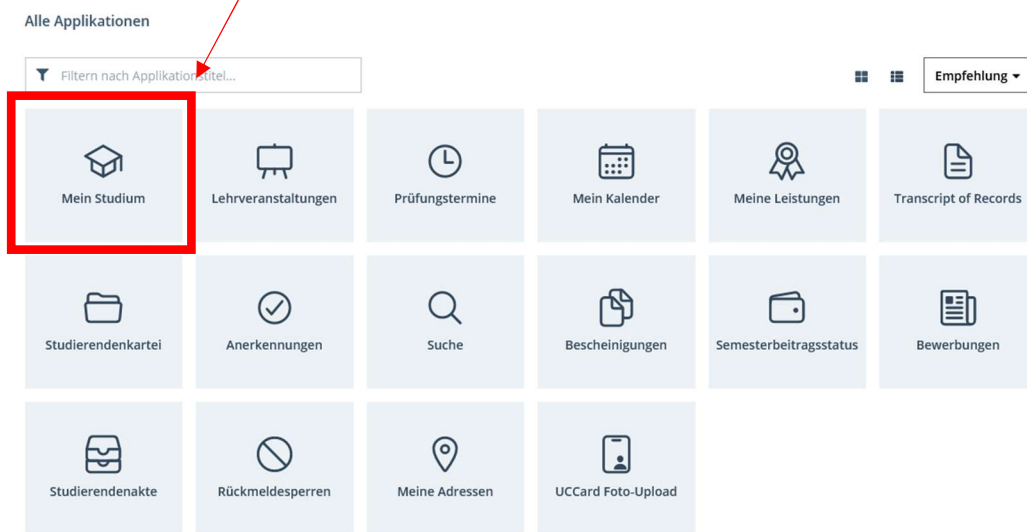 Alle Applikationen
Filtern nach Applikationstitel...
Empfehlung
Mein Studium
Lehrveranstaltungen
Prüfungstermine
Mein Kalender
Meine Leistungen
Transcript of Records
Studierendenkartei
Anerkennungen
Suche
Bescheinigungen
Semesterbeitragsstatus
Bewerbungen
Studierendenakte
Rückmeldesperren
Meine Adressen
UCCard Foto-Upload